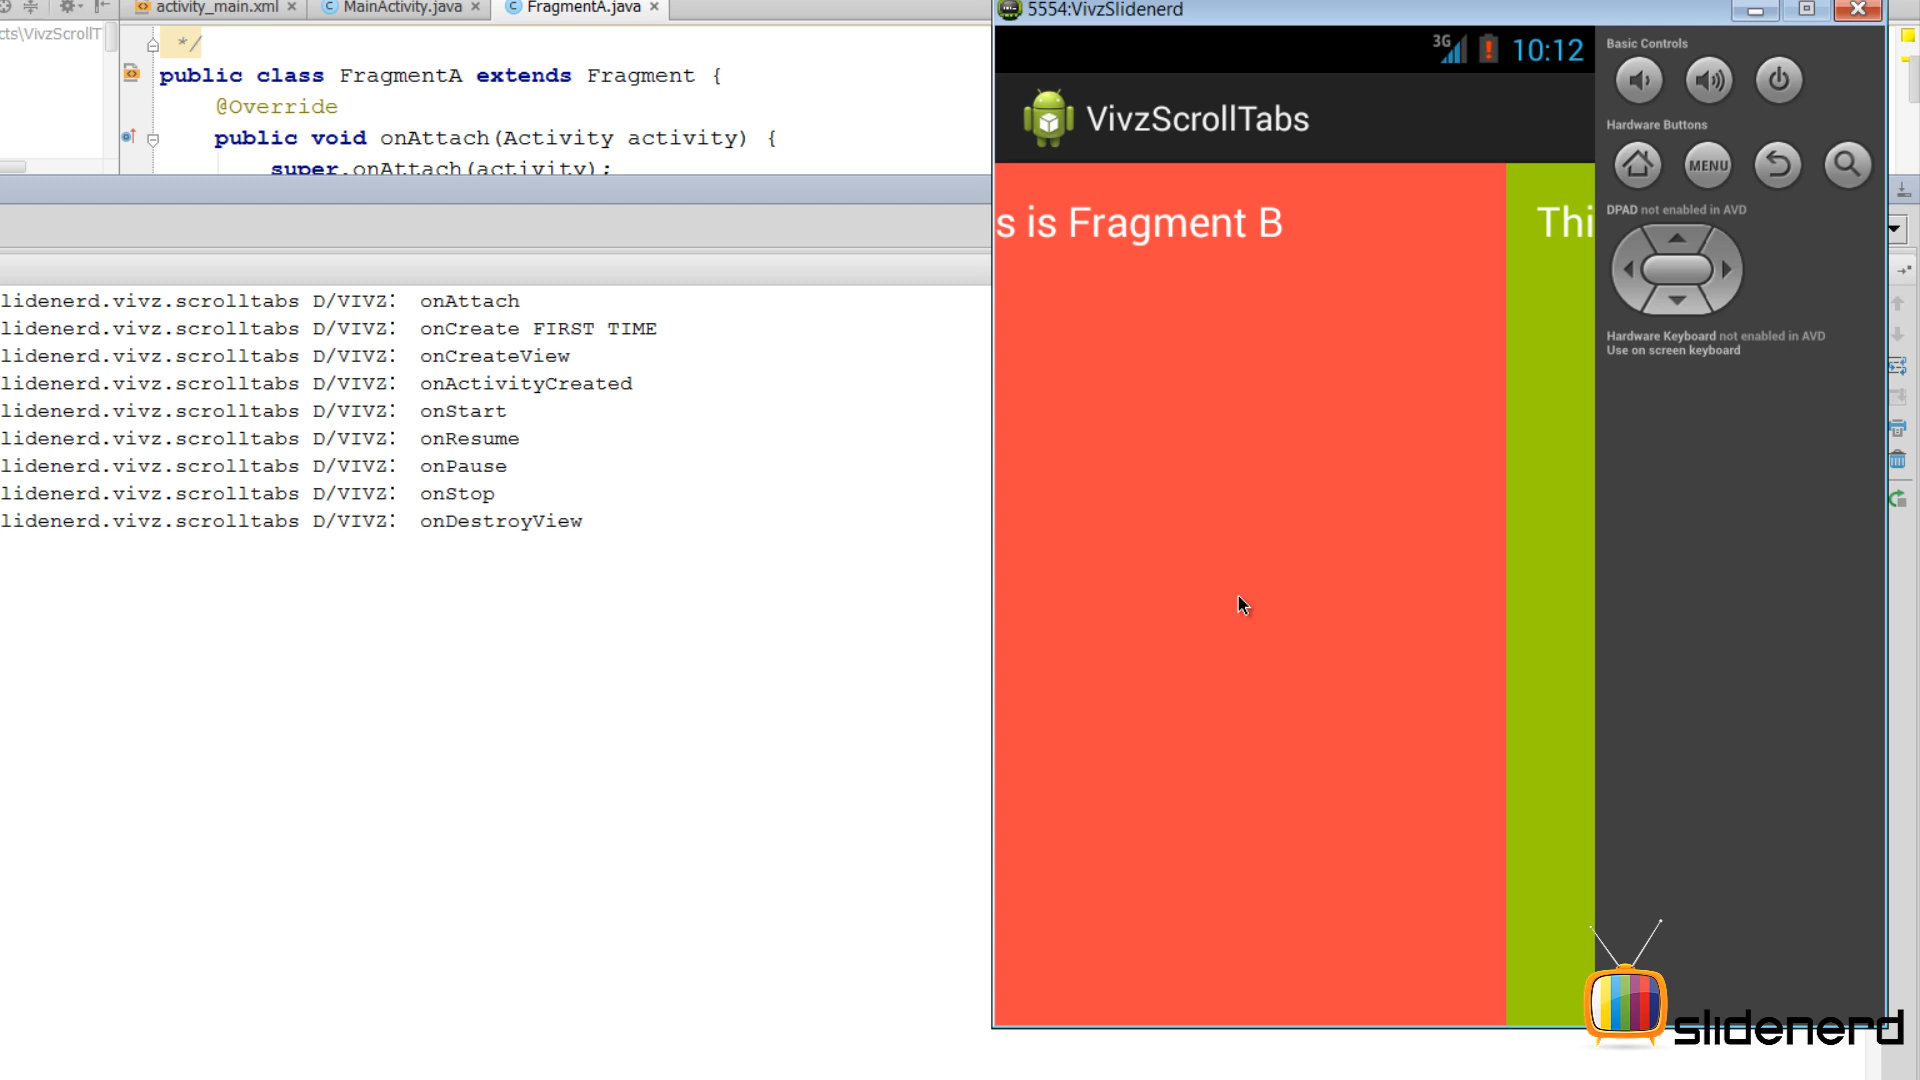 activity_main.xml
MainActivity.java
FragmentA.java
cts\VivzScrollT
*/
public class FragmentA extends Fragment {
@Override
public void onAttach(Activity activity) {
super.onAttach(activity);
lidenerd.vivz.scrolltabs D/VIVZ: onAttach
lidenerd.vivz.scrolltabs D/VIVZ: onCreate FIRST TIME
lidenerd.vivz.scrolltabs D/VIVZ: onCreateView
lidenerd.vivz.scrolltabs D/VIVZ: onActivityCreated
lidenerd.vivz.scrolltabs D/VIVZ: onStart
lidenerd.vivz.scrolltabs D/VIVZ: onResume
lidenerd.vivz.scrolltabs D/VIVZ: onPause
lidenerd.vivz.scrolltabs D/VIVZ: onStop
lidenerd.vivz.scrolltabs D/VIVZ: onDestroyView
5554:VivzSlidenerd
3G 10:12
VivzScrollTabs
s is Fragment B
Thi
Basic Controls
Hardware Buttons
MENU
DPAD not enabled in AVD
Hardware Keyboard not enabled in AVD
Use on screen keyboard
slidenerd